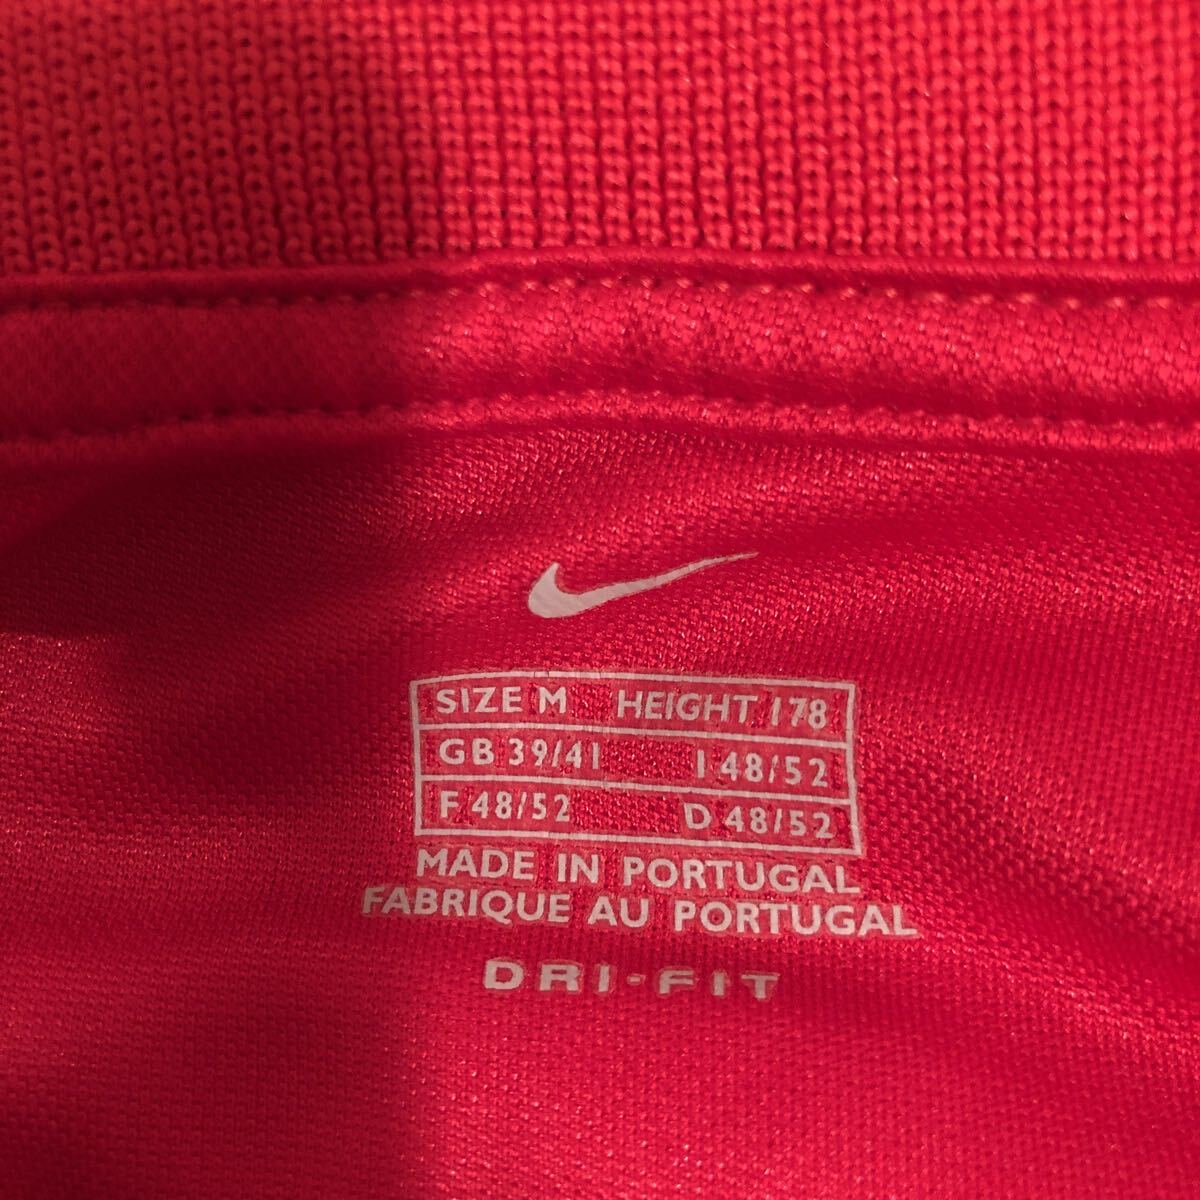 SIZE M HEIGHT 178
GB 39/41 I 48/52
F 48/52 D 48/52
MADE IN PORTUGAL
FABRIQUE AU PORTUGAL
DRI-FIT